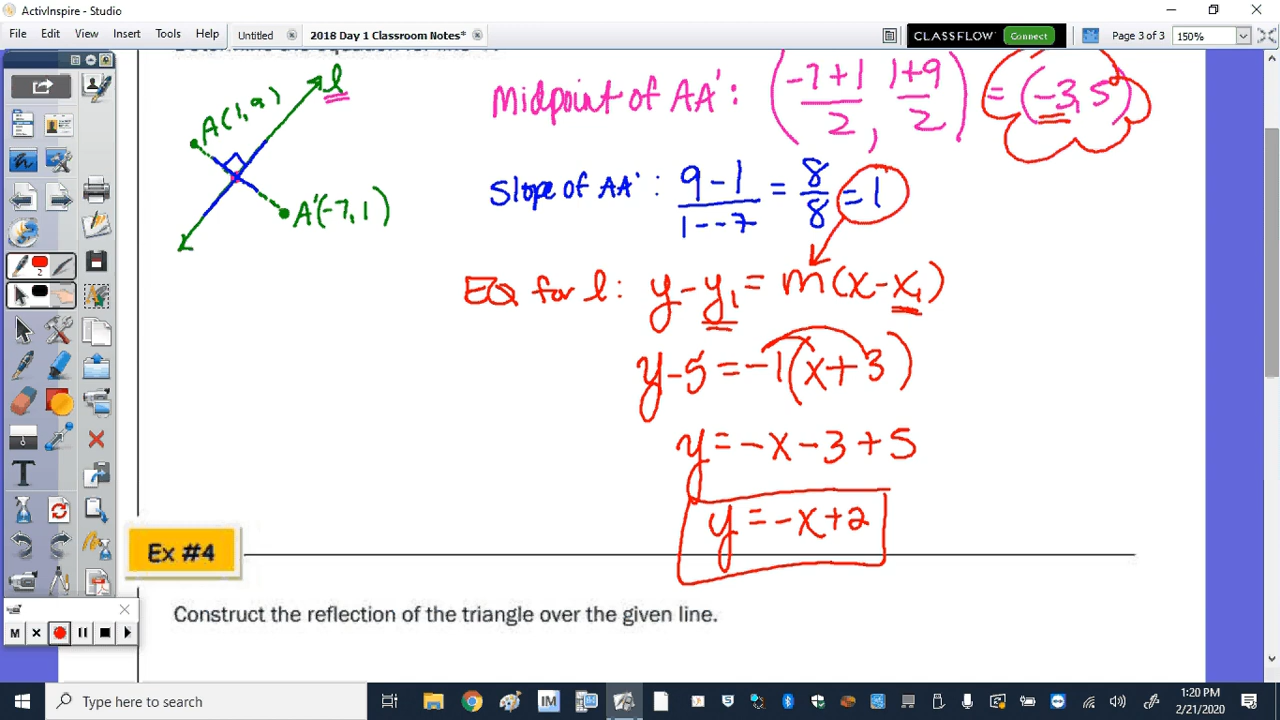 ActivInspire - Studio
File Edit View Insert Tools Help Untitled 2018 Day 1 Classroom Notes* CLASSFLOW Connect Page 3 of 3 150%
Midpoint of AA' : (-7+1/2, 1+9/2) = (-3,5)
l
A(1,9)
A'(-7,1)
Slope of AA' : 9-1/1--7 = 8/8 = 1
EQ for l: y-y₁ = m(x-x₁)
y-5 = -1(x+3)
y = -x-3+5
y = -x+2
Ex #4
Construct the reflection of the triangle over the given line.
2
T
M
IM
Type here to search
1:20 PM
2/21/2020